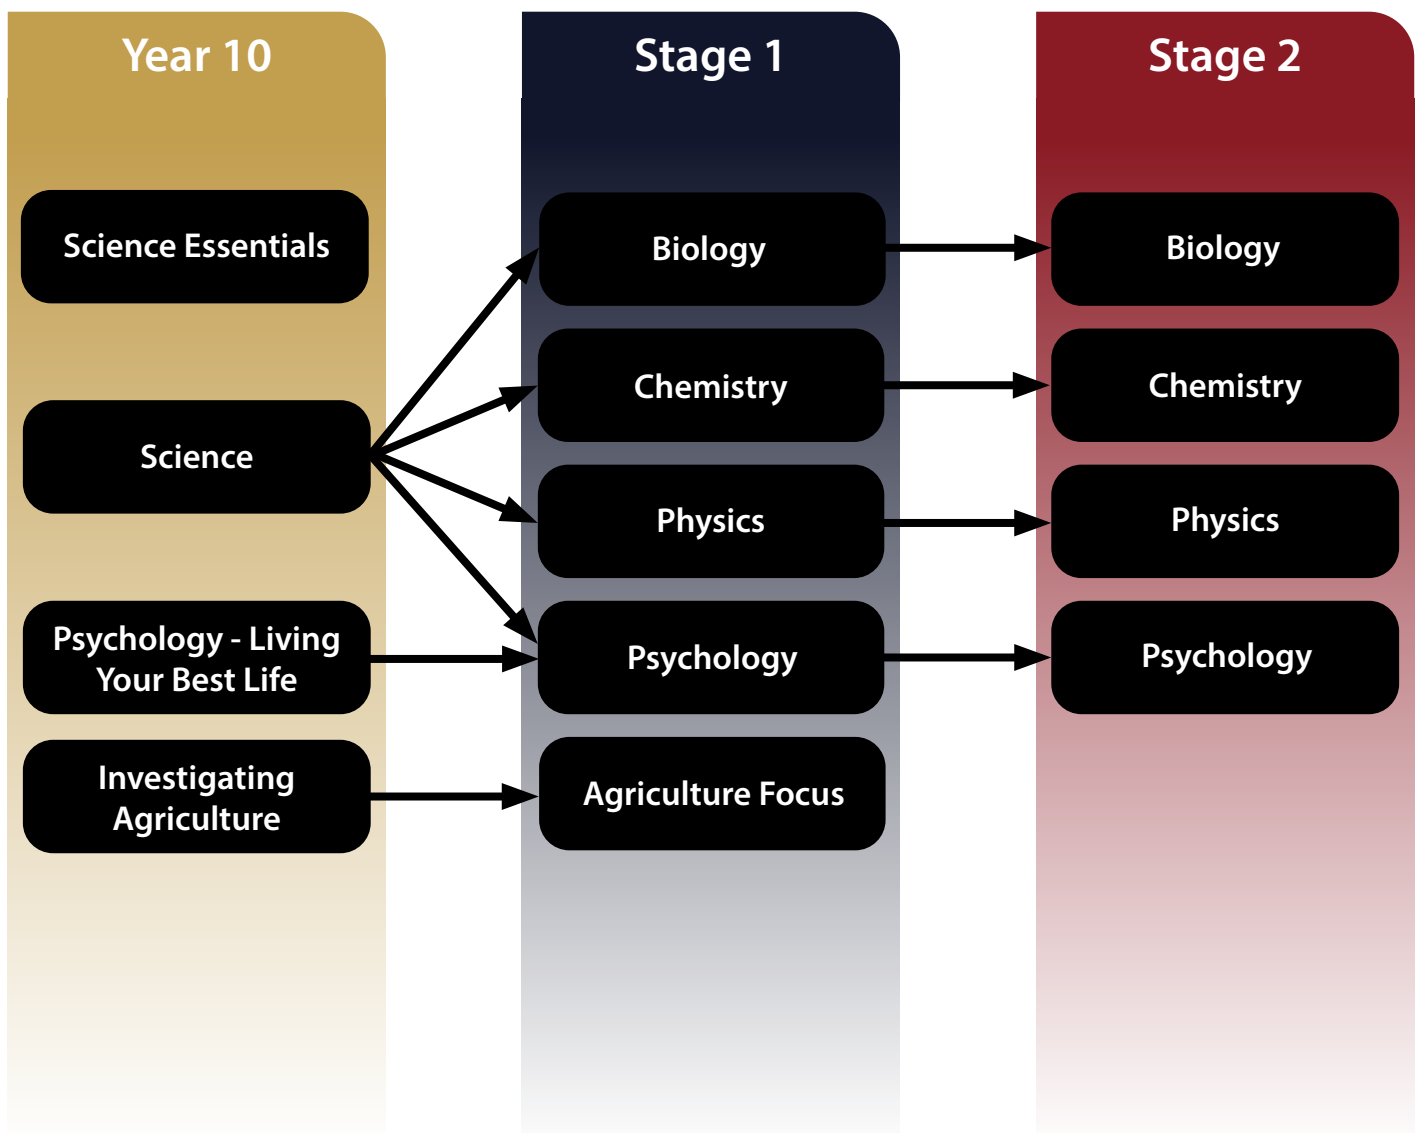 Year 10
Stage 1
Stage 2
Science Essentials
Biology
Biology
Chemistry
Chemistry
Science
Physics
Physics
Psychology - Living
Your Best Life
Psychology
Psychology
Investigating
Agriculture
Agriculture Focus